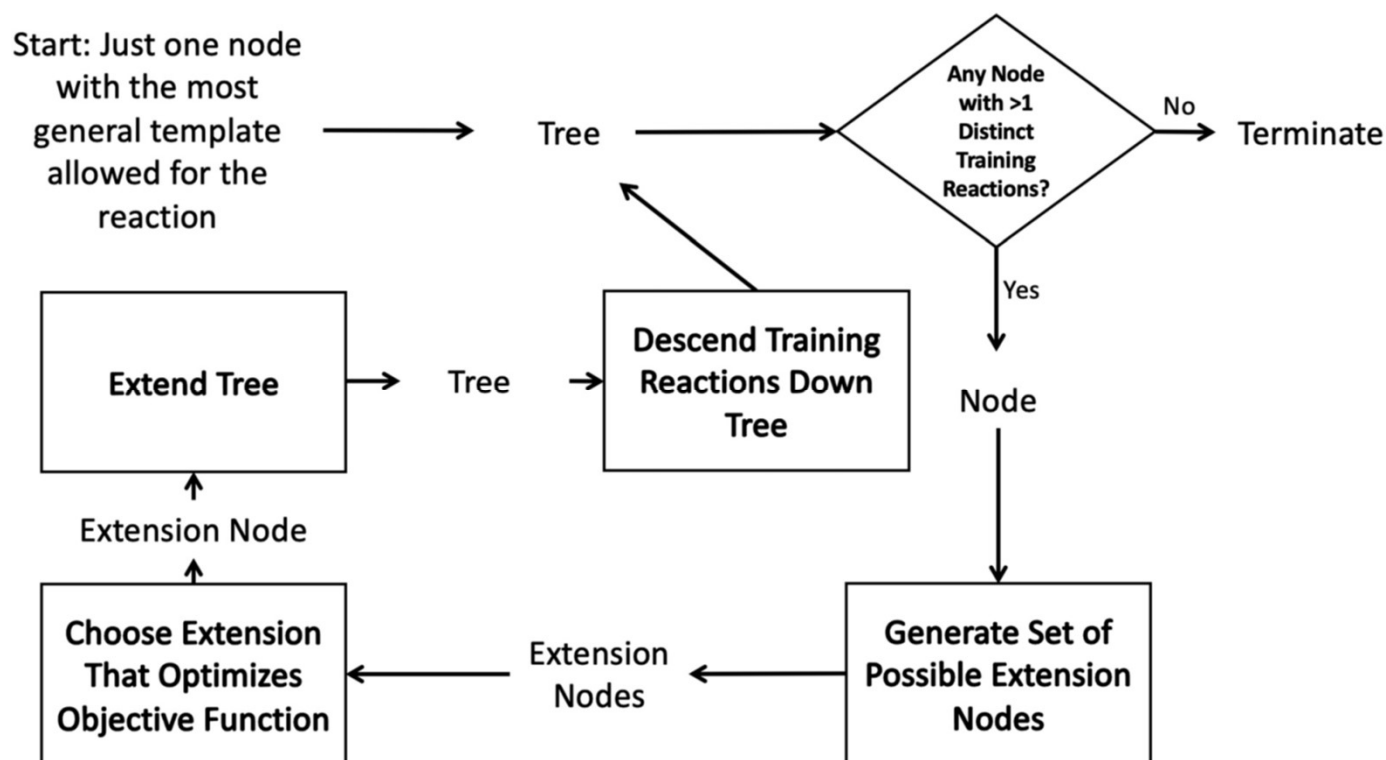 Start: Just one node
with the most
general template
allowed for the
reaction
Tree
Any Node
with >1
Distinct
Training
Reactions?
No
Terminate
Yes
Node
Generate Set of
Possible Extension
Nodes
Extension
Nodes
Choose Extension
That Optimizes
Objective Function
Extension Node
Extend Tree
Tree
Descend Training
Reactions Down
Tree